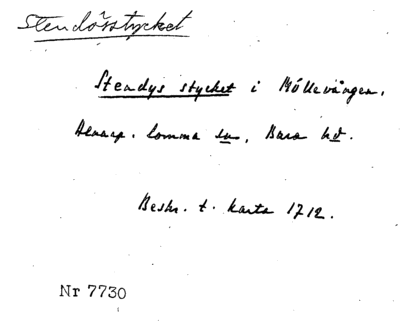 Stendösstycket
Stendys stycket i Möllevången,
Alnarp. Lomma sn, Bara hd.
Beskr. t. karta 1712.
Nr 7730